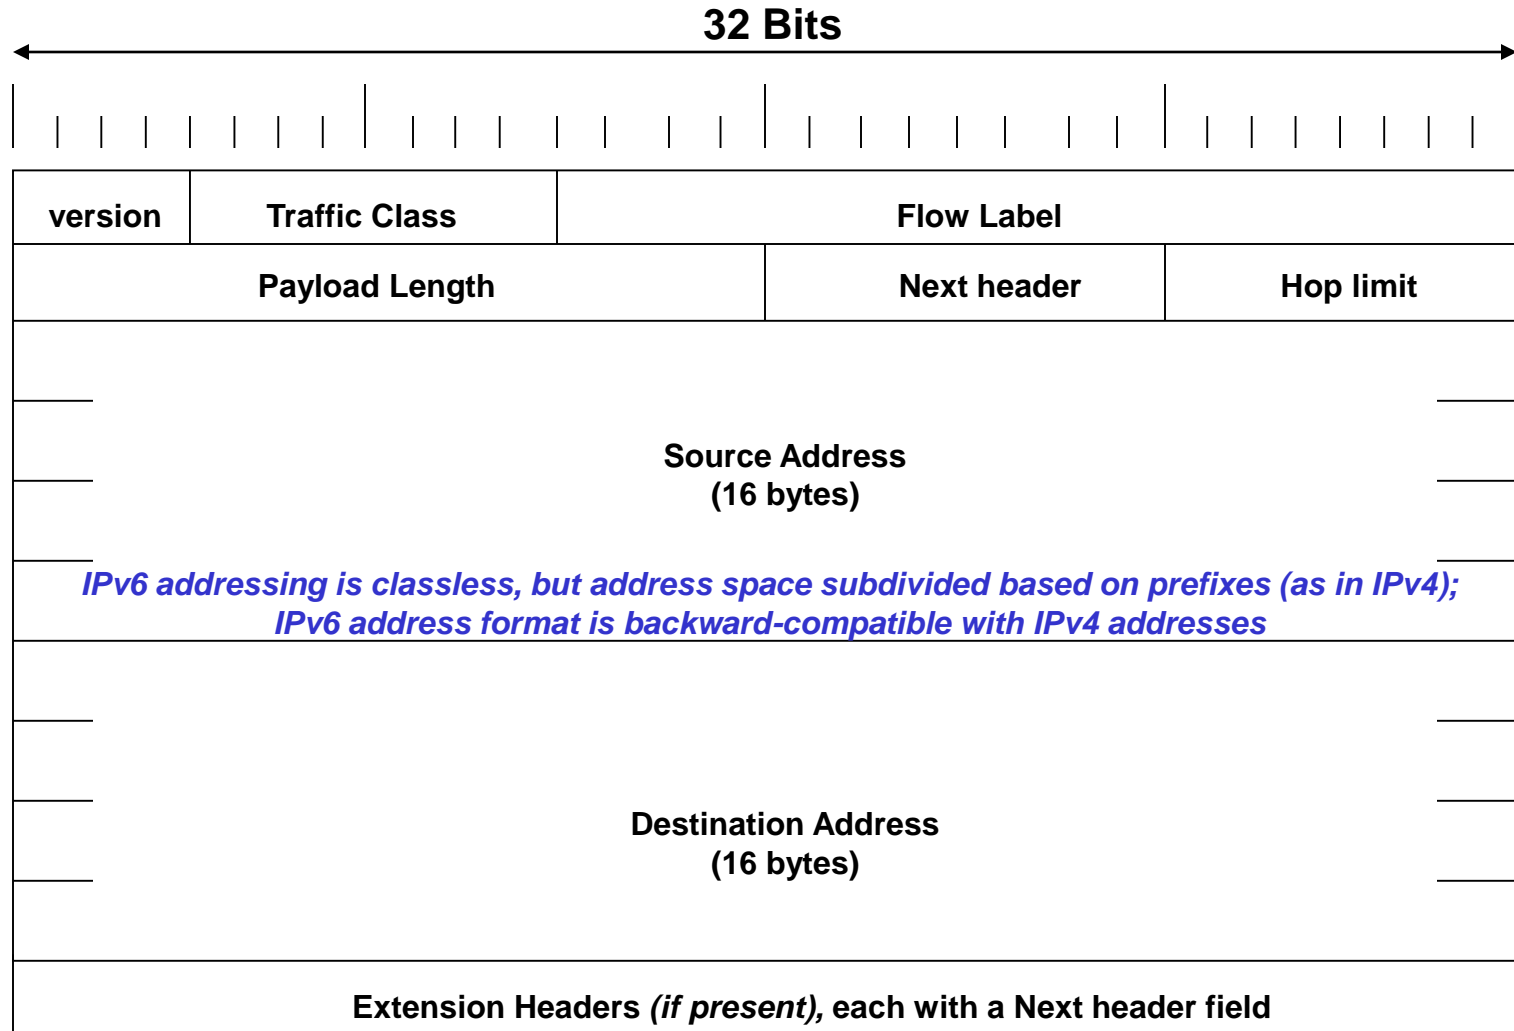 32 Bits
version Traffic Class Flow Label
Payload Length Next header Hop limit
Source Address
(16 bytes)
IPv6 addressing is classless, but address space subdivided based on prefixes (as in IPv4);
IPv6 address format is backward-compatible with IPv4 addresses
Destination Address
(16 bytes)
Extension Headers (if present), each with a Next header field